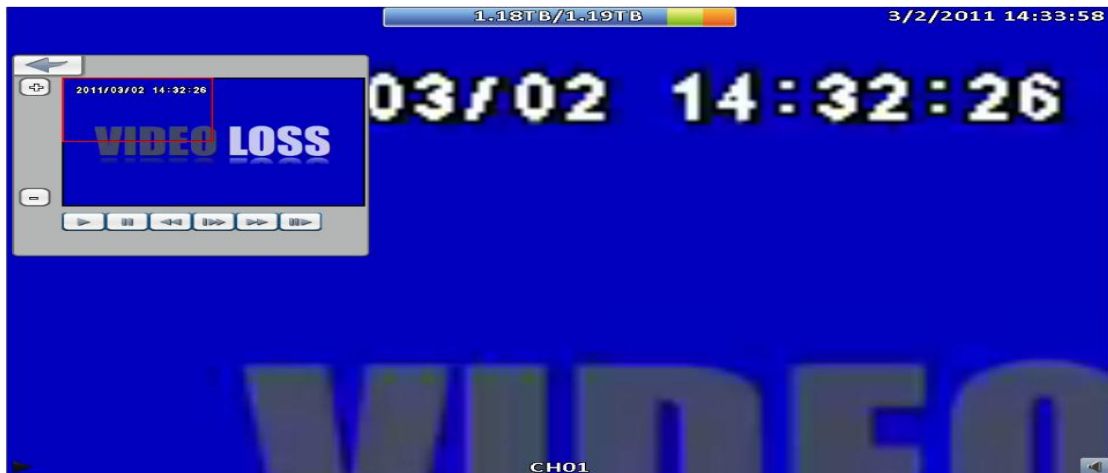 1.18TB/1.19TB
3/2/2011 14:33:58
2011/03/02 14:32:26
VIDEO LOSS
03/02 14:32:26
VIDEO
CH01